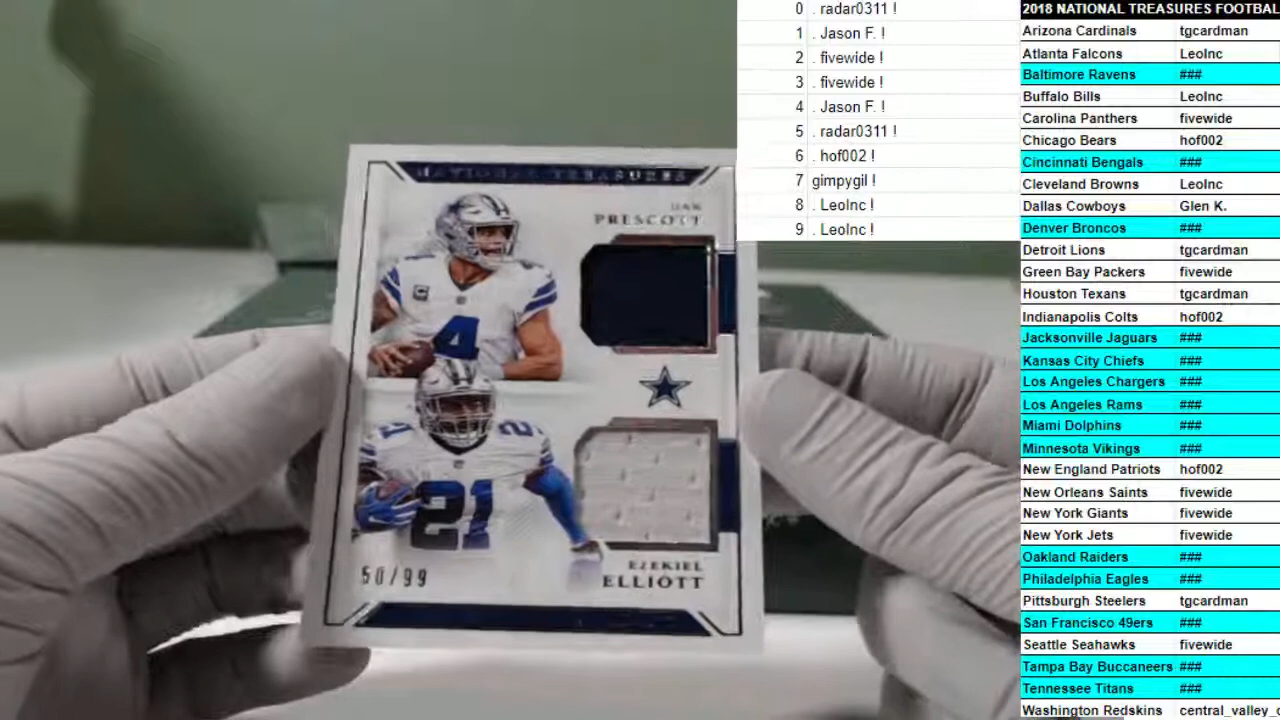 0 . radar0311 !
1 . Jason F. !
2 . fivewide !
3 . fivewide !
4 . Jason F. !
5 . radar0311 !
6 . hof002 !
7 gimpygil !
8 . LeoInc !
9 . LeoInc !
2018 NATIONAL TREASURES FOOTBAL
Arizona Cardinals tgcardman
Atlanta Falcons LeoInc
Baltimore Ravens ###
Buffalo Bills LeoInc
Carolina Panthers fivewide
Chicago Bears hof002
Cincinnati Bengals ###
Cleveland Browns LeoInc
Dallas Cowboys Glen K.
Denver Broncos ###
Detroit Lions tgcardman
Green Bay Packers fivewide
Houston Texans tgcardman
Indianapolis Colts hof002
Jacksonville Jaguars ###
Kansas City Chiefs ###
Los Angeles Chargers ###
Los Angeles Rams ###
Miami Dolphins ###
Minnesota Vikings ###
New England Patriots hof002
New Orleans Saints fivewide
New York Giants fivewide
New York Jets fivewide
Oakland Raiders ###
Philadelphia Eagles ###
Pittsburgh Steelers tgcardman
San Francisco 49ers ###
Seattle Seahawks fivewide
Tampa Bay Buccaneers ###
Tennessee Titans ###
Washington Redskins central_valley_c
NATIONAL TREASURES
DAK
PRESCOTT
C
4
21
21
50/99
EZEKIEL
ELLIOTT